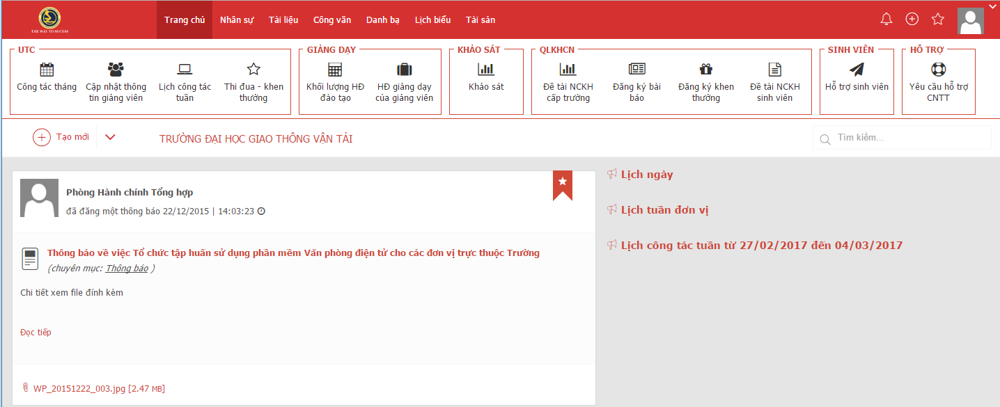 THE WAY TO SUCESS
Trang chủ Nhân sự Tài liệu Công văn Danh bạ Lịch biểu Tài sản
UTC
Công tác tháng
Cập nhật thông
tin giảng viên
Lịch công tác
tuần
Thi đua - khen
thưởng
GIẢNG DẠY
Khối lượng HĐ
đào tạo
HĐ giảng dạy
của giảng viên
KHẢO SÁT
Khảo sát
QLKHCN
Đề tài NCKH
cấp trường
Đăng ký bài
báo
Đăng ký khen
thưởng
Đề tài NCKH
sinh viên
SINH VIÊN
Hỗ trợ sinh viên
HỖ TRỢ
Yêu cầu hỗ trợ
CNTT
Tạo mới
TRƯỜNG ĐẠI HỌC GIAO THÔNG VẬN TẢI
Tìm kiếm...
Phòng Hành chính Tổng hợp
đã đăng một thông báo 22/12/2015 | 14:03:23
Thông báo về việc Tổ chức tập huấn sử dụng phần mềm Văn phòng điện tử cho các đơn vị trực thuộc Trường
(chuyên mục: Thông báo )
Chi tiết xem file đính kèm
Đọc tiếp
WP_20151222_003.jpg [2.47 MB]
Lịch ngày
Lịch tuần đơn vị
Lịch công tác tuần từ 27/02/2017 đến 04/03/2017